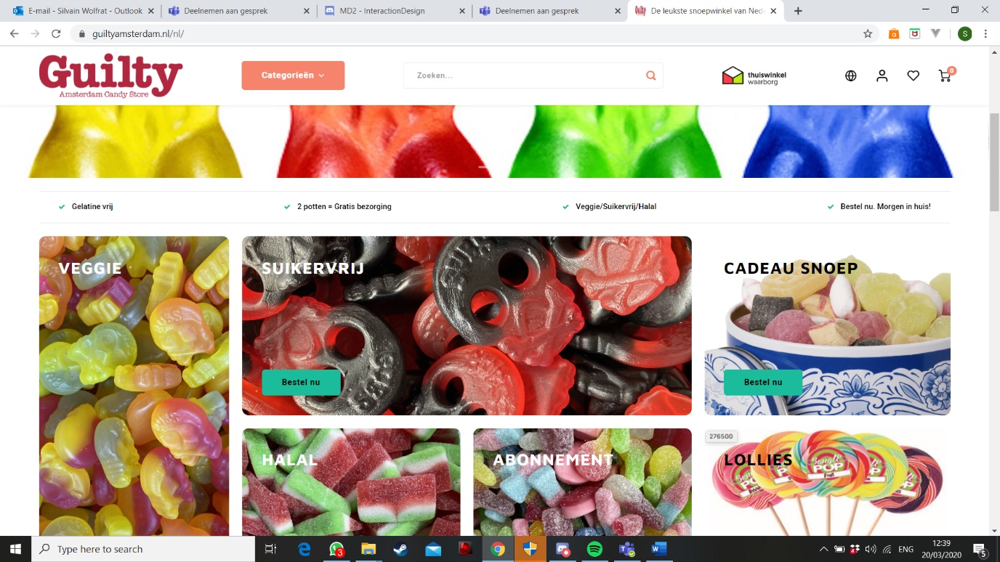 E-mail - Silvain Wolfrat - Outlook
Deelnemen aan gesprek
MD2 - InteractionDesign
Deelnemen aan gesprek
De leukste snoepwinkel van Ned
guiltyamsterdam.nl/nl/
S
Guilty
Amsterdam Candy Store
Categorieën
Zoeken...
thuiswinkel
waarborg
0
Gelatine vrij
2 potten = Gratis bezorging
Veggie/Suikervrij/Halal
Bestel nu. Morgen in huis!
VEGGIE
SUIKERVRIJ
CADEAU SNOEP
Bestel nu
Bestel nu
HALAL
ABONNEMENT
276500
LOLLIES
POP
Type here to search
3
4
ENG
12:39
20/03/2020
5